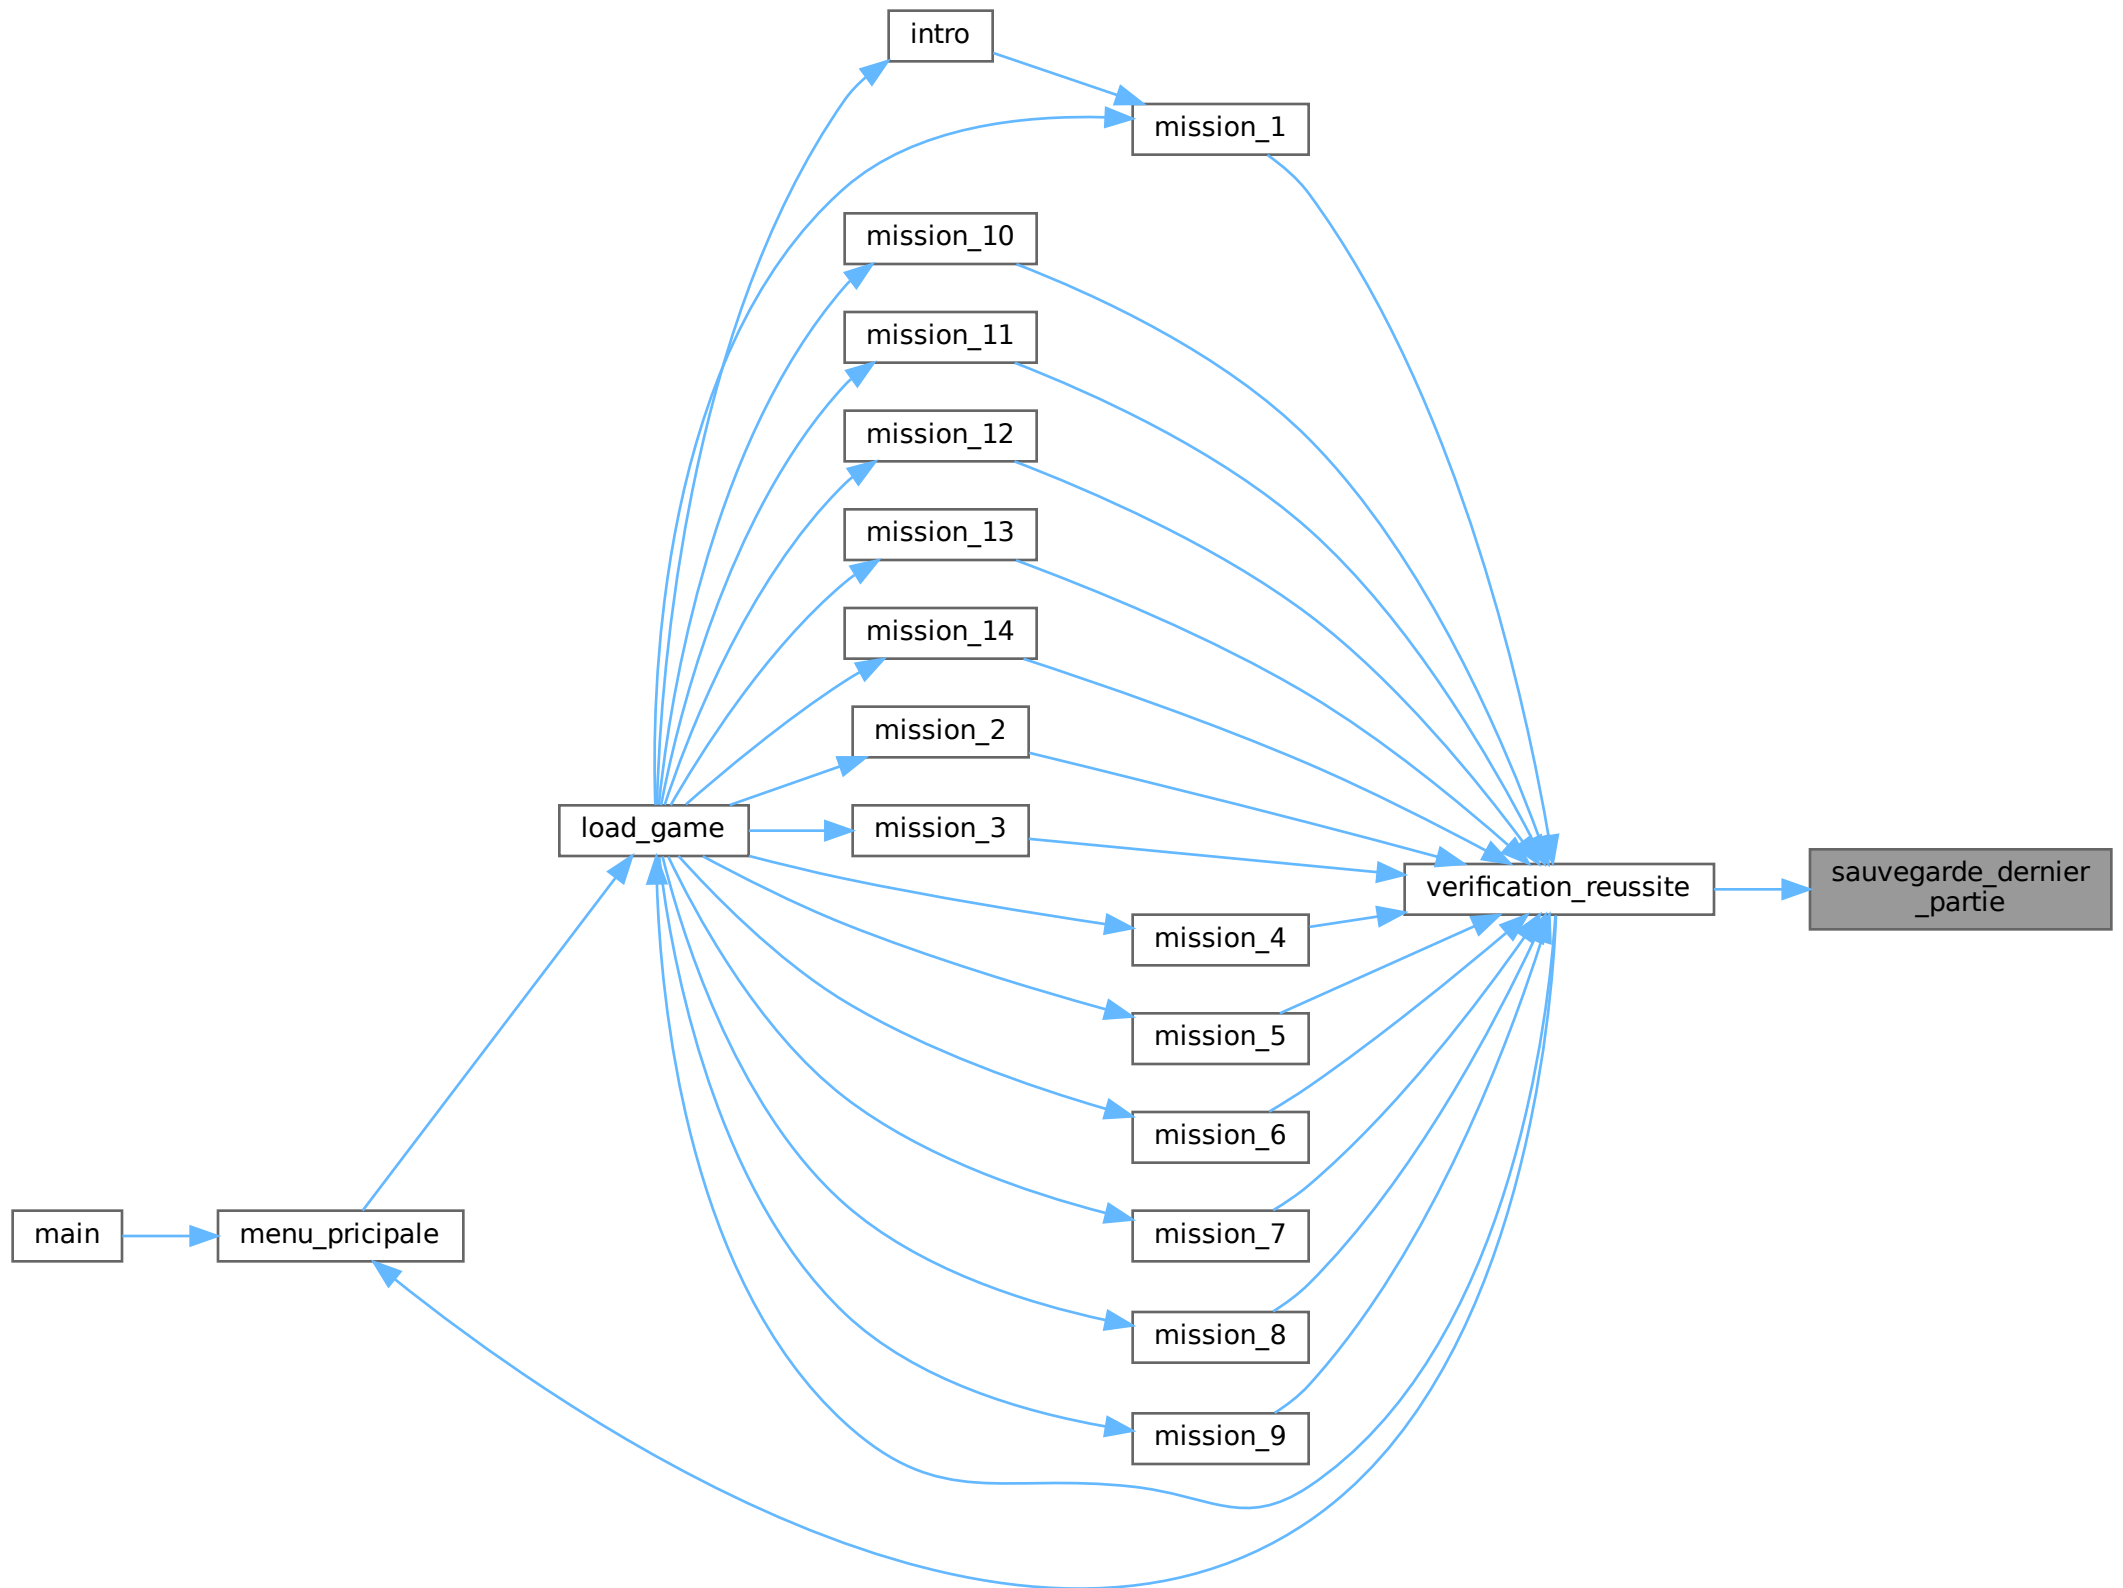 intro
mission_1
mission_10
mission_11
mission_12
mission_13
mission_14
mission_2
load_game
mission_3
verification_reussite
sauvegarde_dernier
_partie
mission_4
mission_5
mission_6
main
menu_pricipale
mission_7
mission_8
mission_9